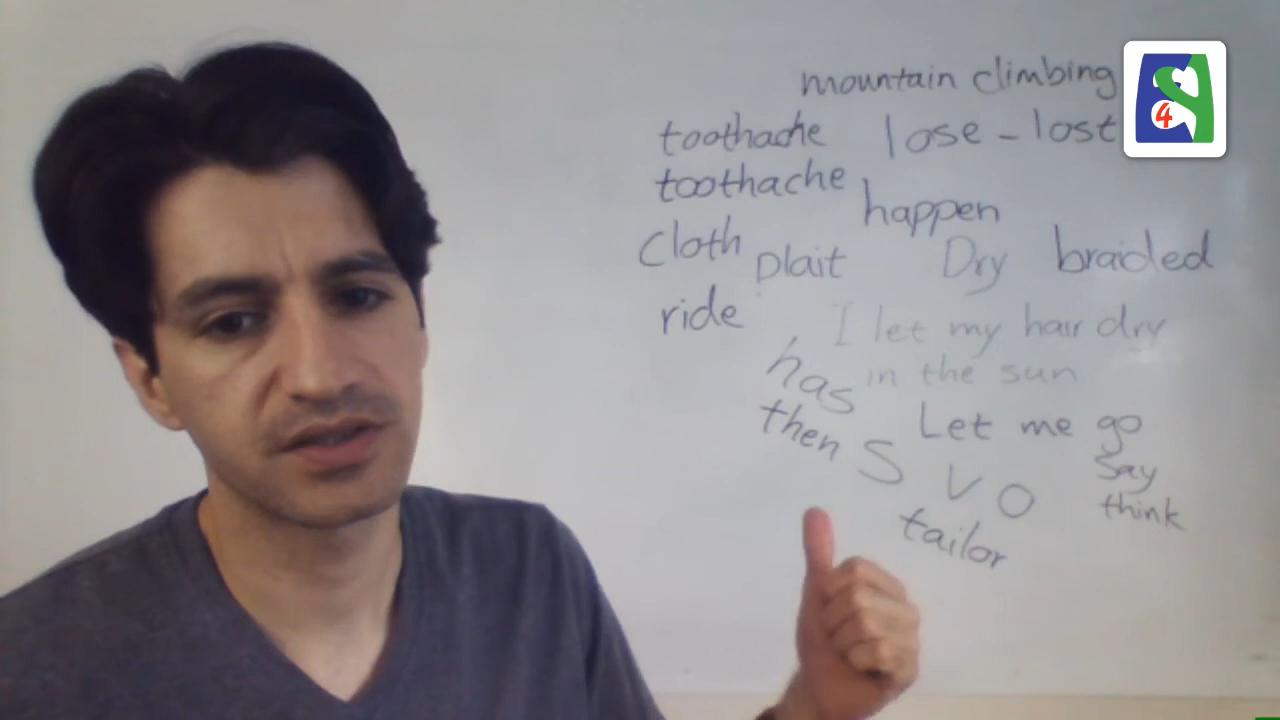 mountain climbing
4
toothache lose - lost
toothache
happen
cloth plait Dry braided
ride
I let my hair dry
in the sun
has
then
Let me go
say
think
S V O
tailor